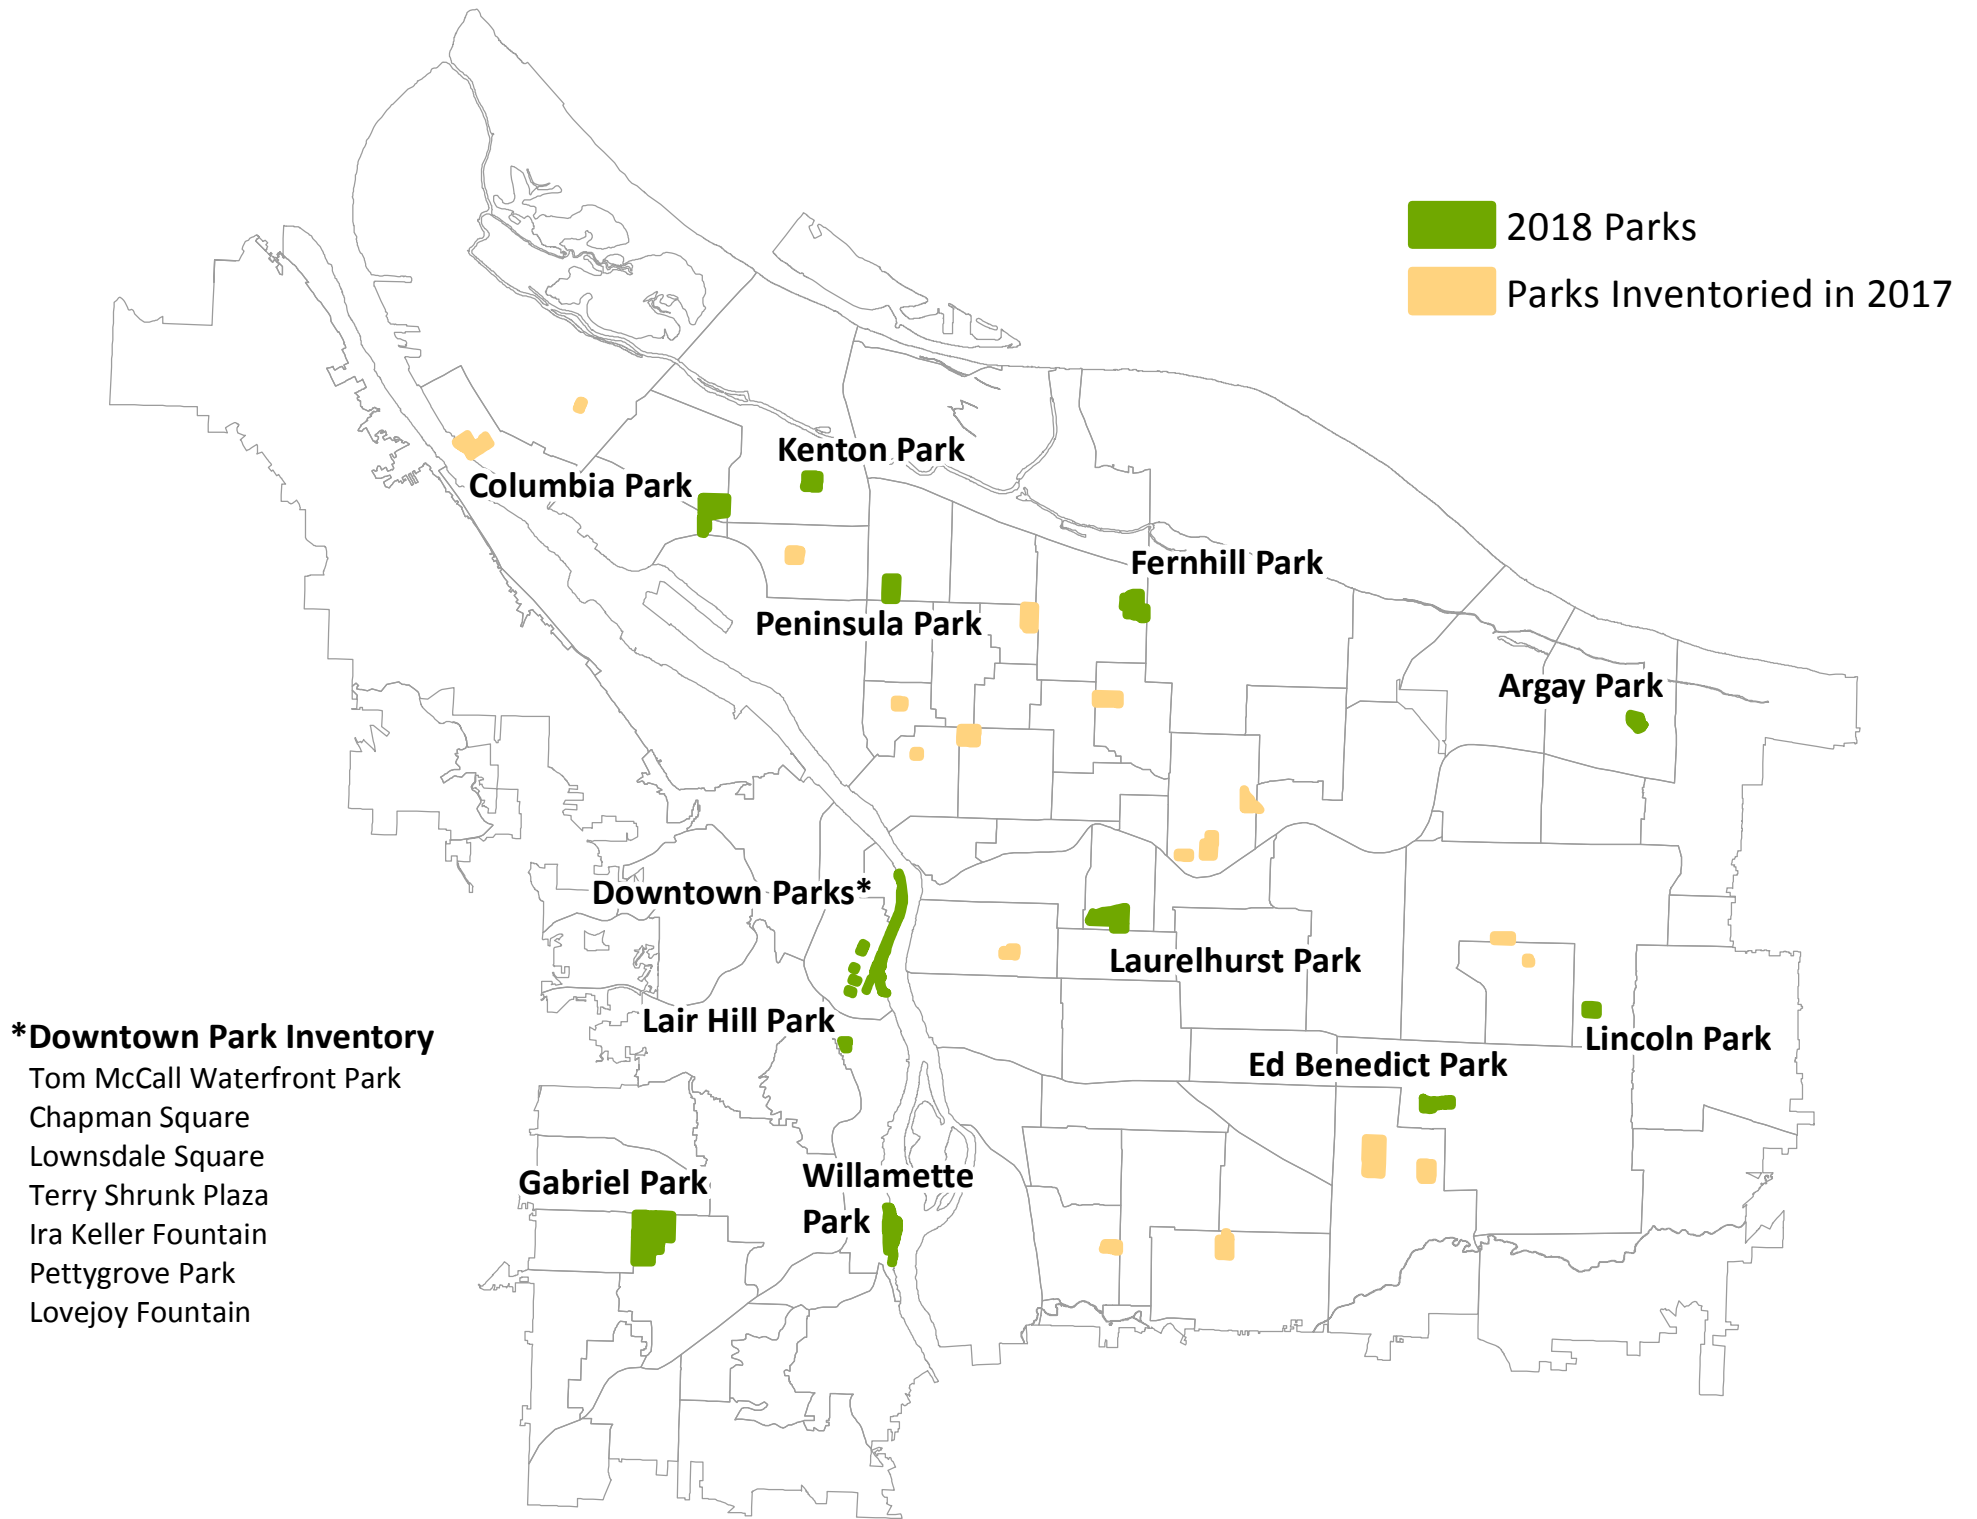 2018 Parks
Parks Inventoried in 2017
Kenton Park
Columbia Park
Fernhill Park
Peninsula Park
Argay Park
Downtown Parks*
Laurelhurst Park
Lair Hill Park
Lincoln Park
Ed Benedict Park
Gabriel Park
Willamette
Park
*Downtown Park Inventory
Tom McCall Waterfront Park
Chapman Square
Lownsdale Square
Terry Shrunk Plaza
Ira Keller Fountain
Pettygrove Park
Lovejoy Fountain